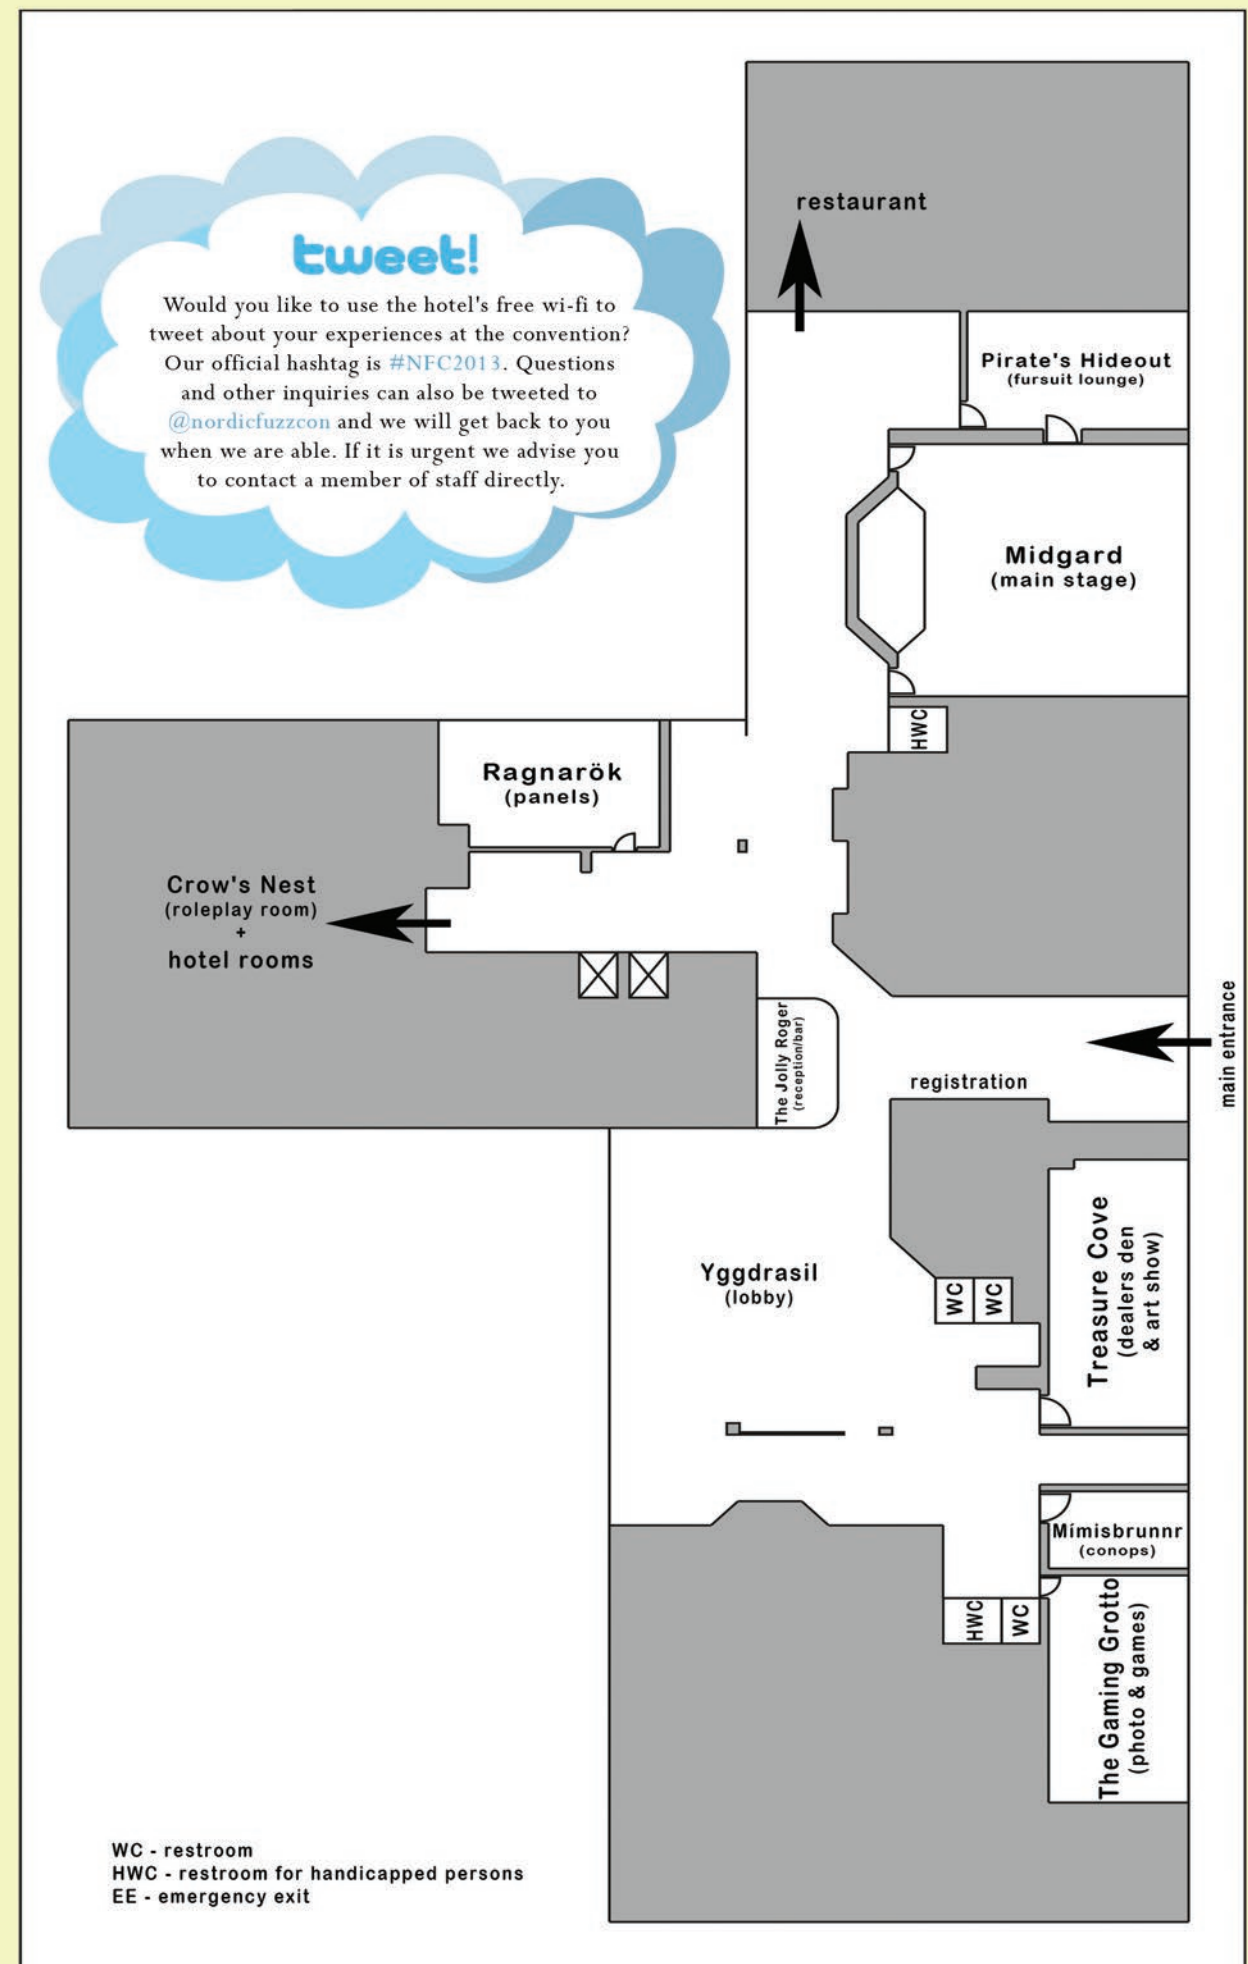 tweet!
Would you like to use the hotel's free wi-fi to
tweet about your experiences at the convention?
Our official hashtag is #NFC2013. Questions
and other inquiries can also be tweeted to
@nordicfuzzcon and we will get back to you
when we are able. If it is urgent we advise you
to contact a member of staff directly.
restaurant
Pirate's Hideout
(fursuit lounge)
Midgard
(main stage)
HWC
Ragnarök
(panels)
Crow's Nest
(roleplay room)
+
hotel rooms
The Jolly Roger
(reception/bar)
main entrance
registration
Treasure Cove
(dealers den
& art show)
Yggdrasil
(lobby)
WC
WC
Mímisbrunnr
(conops)
HWC
WC
The Gaming Grotto
(photo & games)
WC - restroom
HWC - restroom for handicapped persons
EE - emergency exit